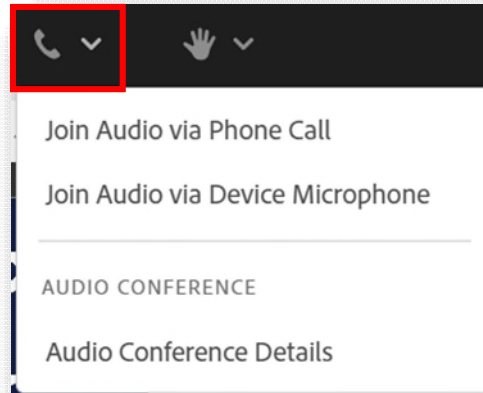 Join Audio via Phone Call
Join Audio via Device Microphone
AUDIO CONFERENCE
Audio Conference Details